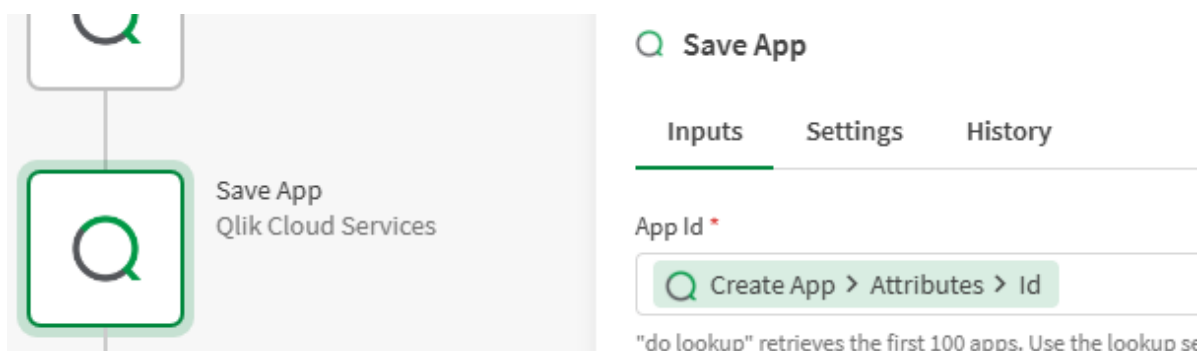 Save App
Qlik Cloud Services
Save App
Inputs Settings History
App Id *
Create App > Attributes > Id
"do lookup" retrieves the first 100 apps. Use the lookup se